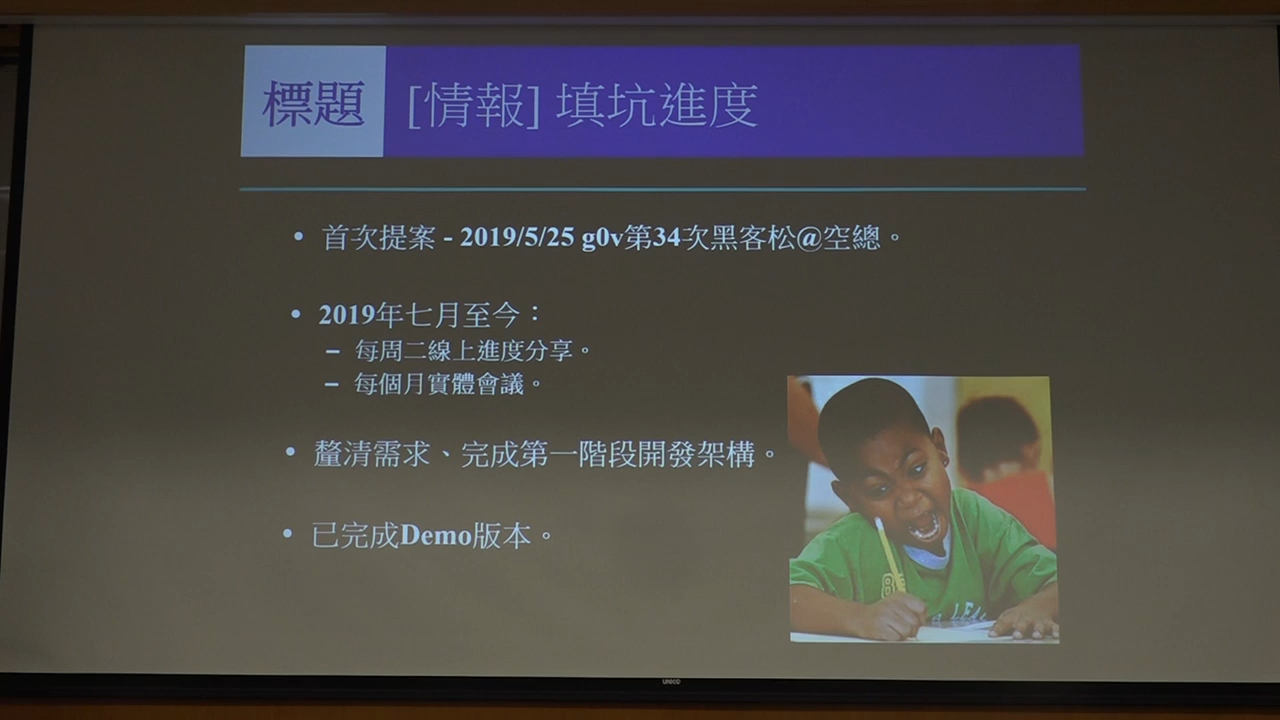 標題 [情報] 填坑進度
• 首次提案 - 2019/5/25 g0v第34次黑客松@空總。
• 2019年七月至今：
– 每周二線上進度分享。
– 每個月實體會議。
• 釐清需求、完成第一階段開發架構。
• 已完成Demo版本。
UNICO